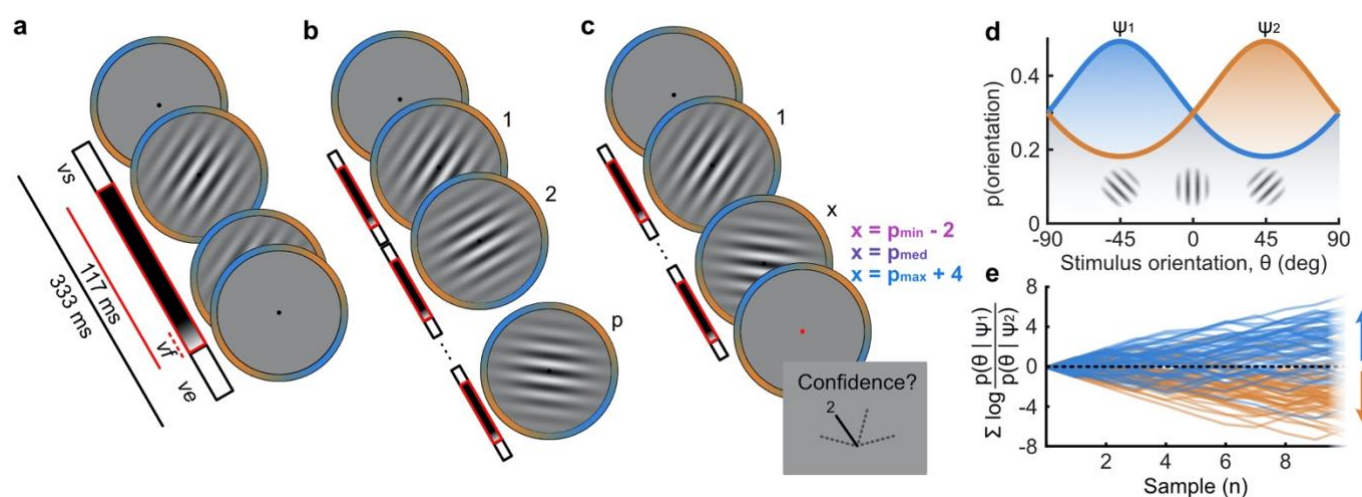 a
vs
117 ms
333 ms
vf
ve
b
1
2
p
c
1
x
x = pmin - 2
x = pmed
x = pmax + 4
Confidence?
2
d
ψ1
ψ2
p(orientation)
0.4
0.2
0
-90
-45
0
45
90
Stimulus orientation, θ (deg)
e
Σ log p(θ | ψ1)
p(θ | ψ2)
8
4
0
-4
-8
2
4
6
8
Sample (n)